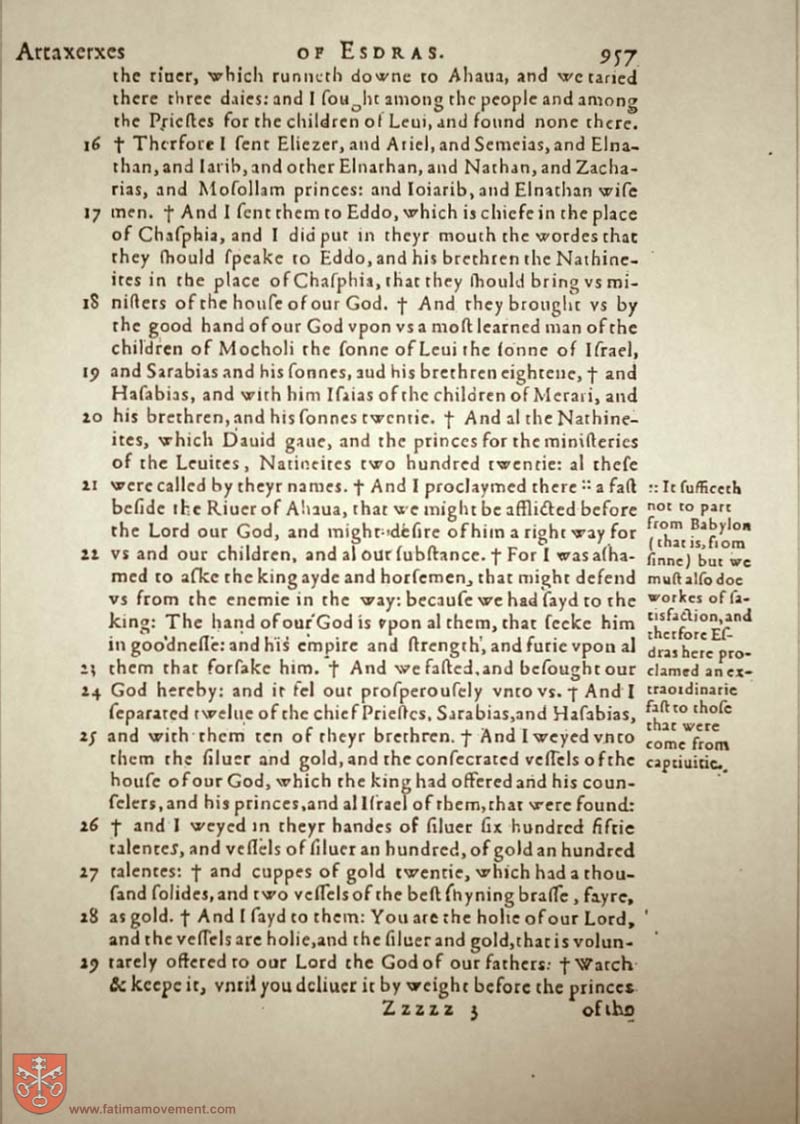 Artaxerxes OF ESDRAS. 957
the riuer, which runneth downe to Ahaua, and we taried
there three daies: and I sought among the people and among
the Priestes for the children of Leui, and found none there.
16 † Therfore I sent Eliezer, and Ariel, and Semeias, and Elna-
than, and Iarib, and other Elnathan, and Nathan, and Zacha-
rias, and Mosollam princes: and Ioiarib, and Elnathan wise
17 men. † And I sent them to Eddo, which is chiefe in the place
of Chasphia, and I did put in theyr mouth the wordes that
they should speake to Eddo, and his brethren the Nathine-
ites in the place of Chasphia, that they should bring vs mi-
18 nisters of the house of our God. † And they brought vs by
the good hand of our God vpon vs a most learned man of the
children of Mocholi the sonne of Leui the sonne of Israel,
19 and Sarabias and his sonnes, aud his brethren eightene, † and
Hasabias, and with him Isaias of the children of Merari, and
20 his brethren, and his sonnes twentie. † And al the Nathine-
ites, which Dauid gaue, and the princes for the ministeries
of the Leuites, Natineites two hundred twentie: al these
21 were called by theyr names. † And I proclaymed there :: a fast
beside the Riuer of Ahaua, that we might be afflicted before
the Lord our God, and might desire of him a right way for
22 vs and our children, and al our substance. † For I was asha-
med to aske the king ayde and horsemen, that might defend
vs from the enemie in the way: because we had sayd to the
king: The hand of our God is vpon al them, that seeke him
in goodnesse: and his empire and strength, and furie vpon al
23 them that forsake him. † And we fasted, and besought our
24 God hereby: and it fel out prosperously vnto vs. † And I
separated twelue of the chief Priestes, Sarabias, and Hasabias,
25 and with them ten of theyr brethren. † And I weyed vnto
them the siluer and gold, and the consecrated vessels of the
house of our God, which the king had offered and his coun-
selers, and his princes, and al Israel of them, that were found:
26 † and I weyed in theyr handes of siluer six hundred fiftie
talentes, and vessels of siluer an hundred, of gold an hundred
27 talentes: † and cuppes of gold twentie, which had a thou-
sand solides, and two vessels of the best shyning brasse, fayre,
28 as gold. † And I sayd to them: You are the holie of our Lord,
and the vessels are holie, and the siluer and gold, that is volun-
29 tarely offered to our Lord the God of our fathers: † Watch
& keepe it, vntil you deliuer it by weight before the princes
Zzzzz 3 of the
:: It sufficeth
not to part
from Babylon
(that is, from
sinne) but we
must also doe
workes of sa-
tisfaction, and
therfore Es-
dras here pro-
clamed an ex-
traordinarie
fast to those
that were
come from
captiuitie.
www.fatimamovement.com